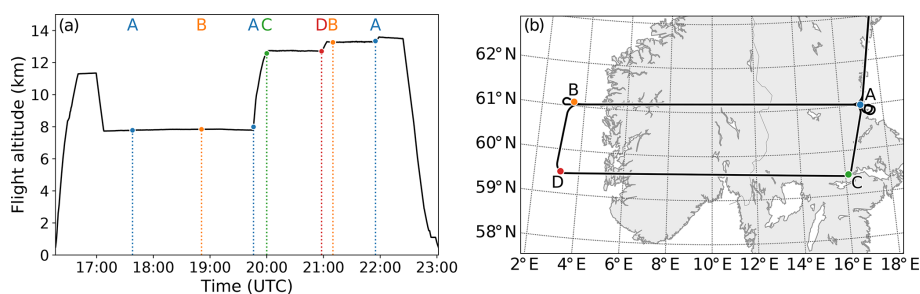 (a) A B A C D B A
14
12
10
8
6
4
2
0
Flight altitude (km)
17:00 18:00 19:00 20:00 21:00 22:00 23:00
Time (UTC)
(b)
62°N
61°N
60°N
59°N
58°N
B A
D C
2°E 4°E 6°E 8°E 10°E 12°E 14°E 16°E 18°E